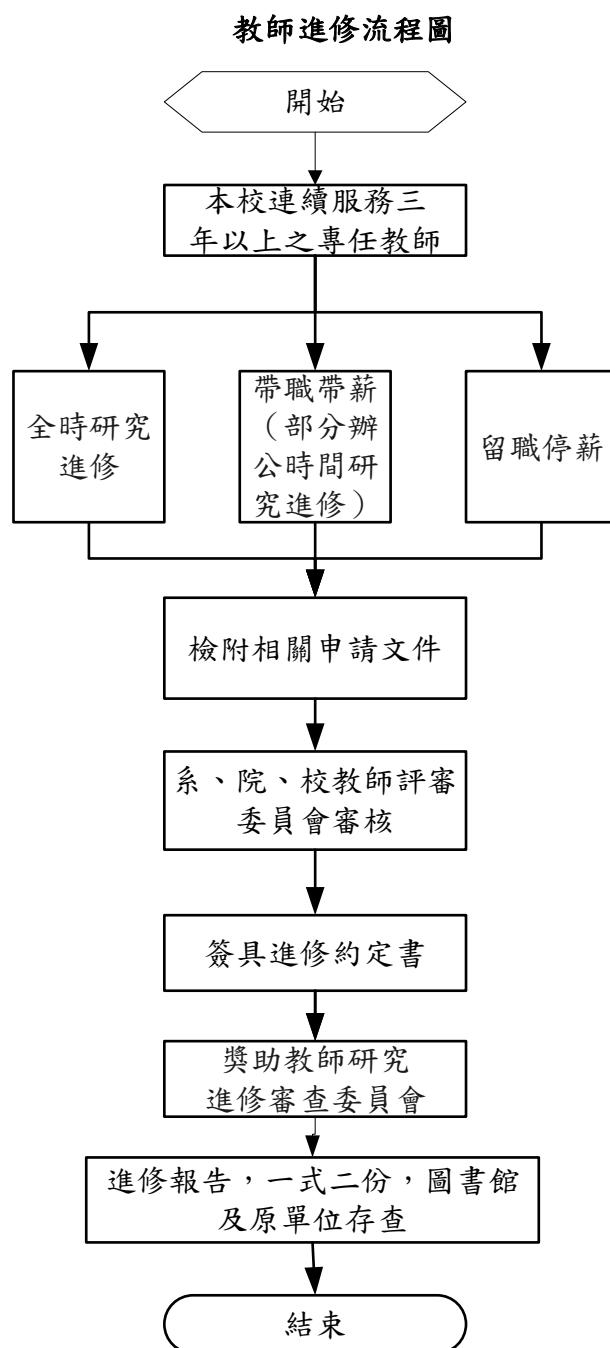 教師進修流程圖
開始
本校連續服務三
年以上之專任教師
全時研究
進修
帶職帶薪
（部分辦
公時間研
究進修）
留職停薪
檢附相關申請文件
系、院、校教師評審
委員會審核
簽具進修約定書
獎助教師研究
進修審查委員會
進修報告，一式二份，圖書館
及原單位存查
結束